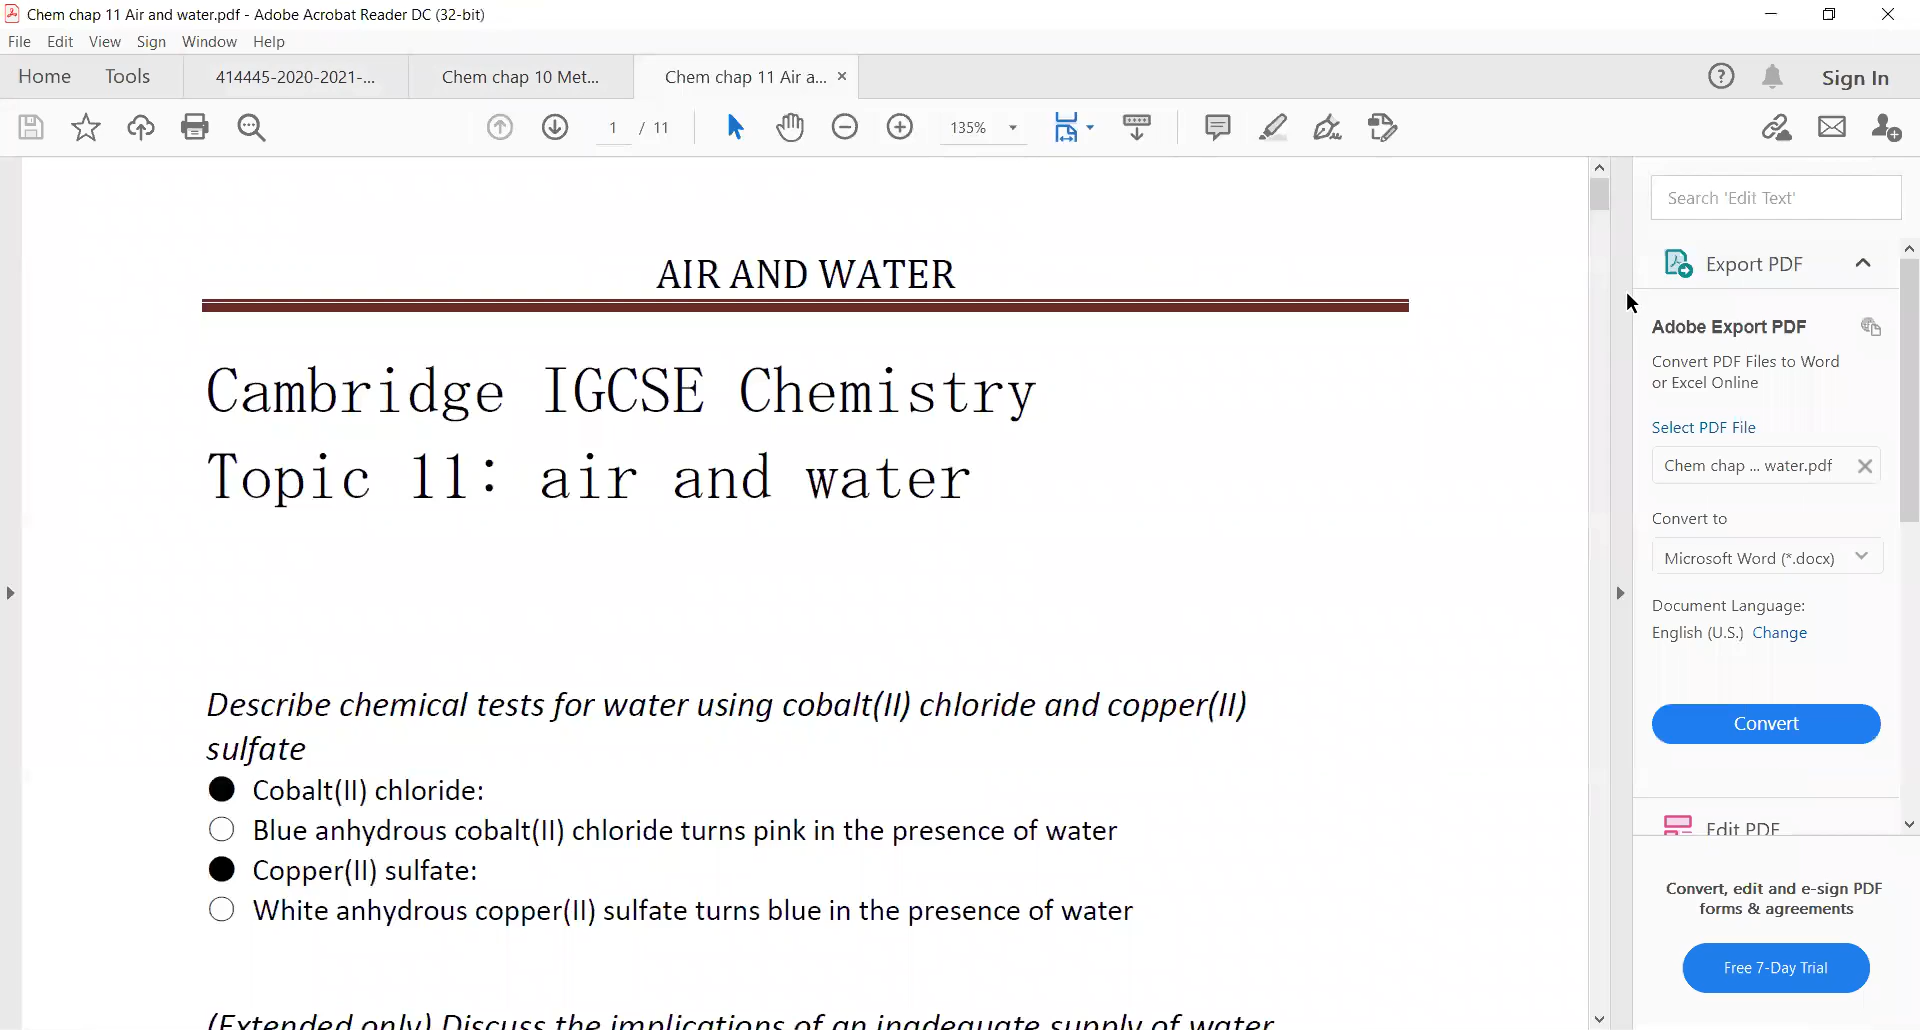 Chem chap 11 Air and water.pdf - Adobe Acrobat Reader DC (32-bit)
File Edit View Sign Window Help
Home Tools 414445-2020-2021-... Chem chap 10 Met... Chem chap 11 Air a... Sign In
1 / 11 135%
Search 'Edit Text'
AIR AND WATER
Cambridge IGCSE Chemistry
Topic 11: air and water
Describe chemical tests for water using cobalt(II) chloride and copper(II)
sulfate
Cobalt(II) chloride:
Blue anhydrous cobalt(II) chloride turns pink in the presence of water
Copper(II) sulfate:
White anhydrous copper(II) sulfate turns blue in the presence of water
(Extended only) Discuss the implications of an inadequate supply of water
Export PDF
Adobe Export PDF
Convert PDF Files to Word
or Excel Online
Select PDF File
Chem chap ... water.pdf
Convert to
Microsoft Word (*.docx)
Document Language:
English (U.S.) Change
Convert
Edit PDF
Convert, edit and e-sign PDF
forms & agreements
Free 7-Day Trial